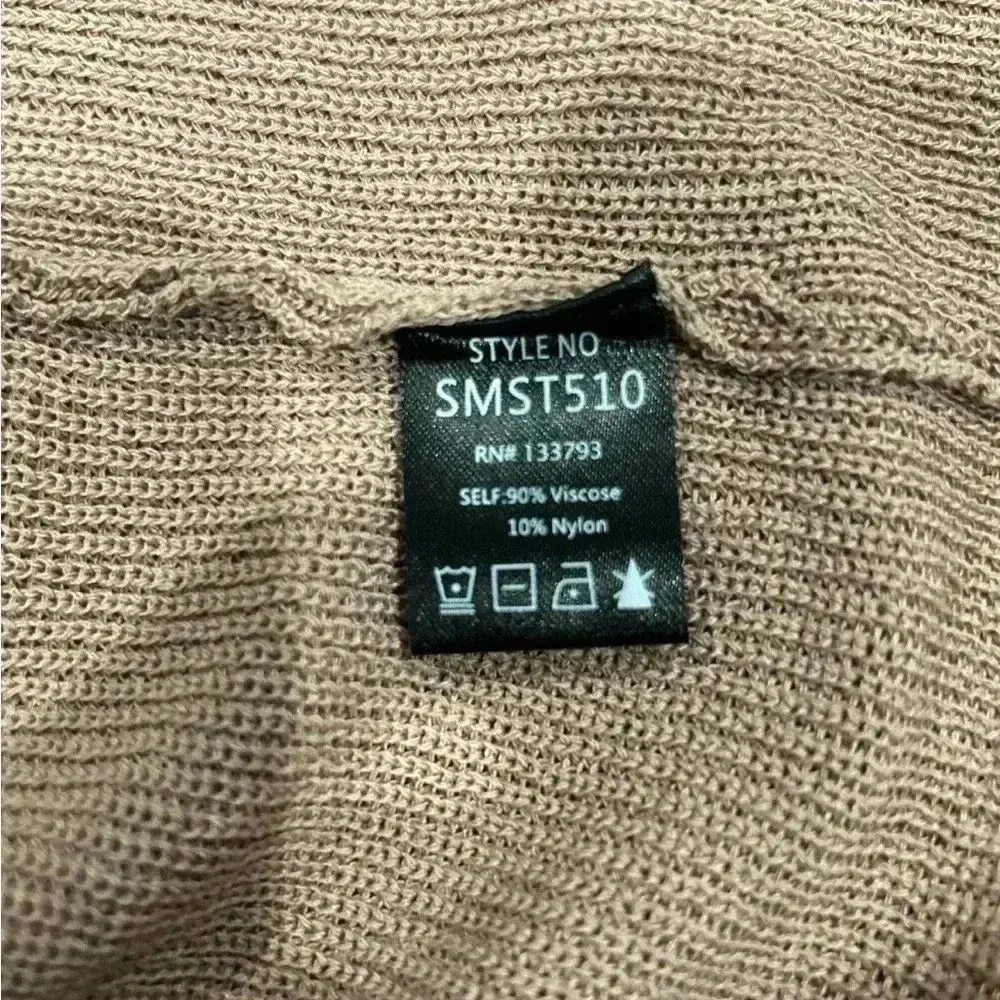 STYLE NO
SMST510
RN# 133793
SELF:90% Viscose
10% Nylon